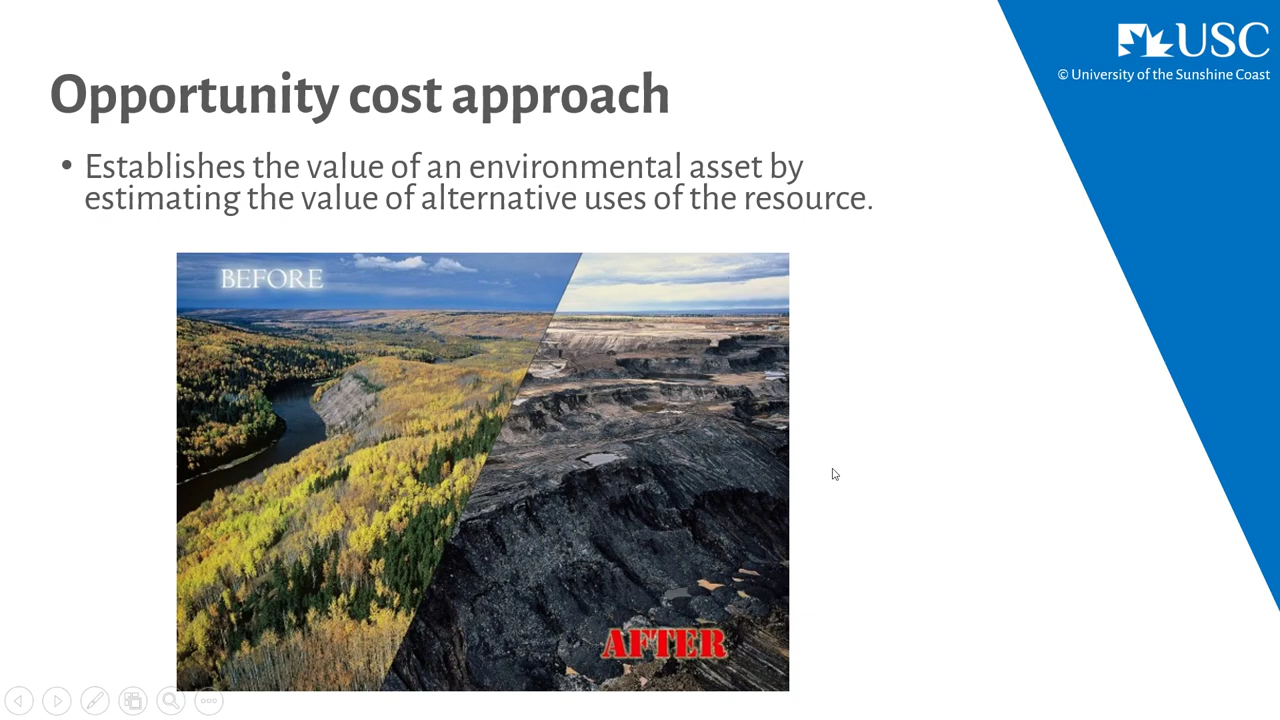 USC
© University of the Sunshine Coast
Opportunity cost approach
• Establishes the value of an environmental asset by
estimating the value of alternative uses of the resource.
BEFORE
AFTER